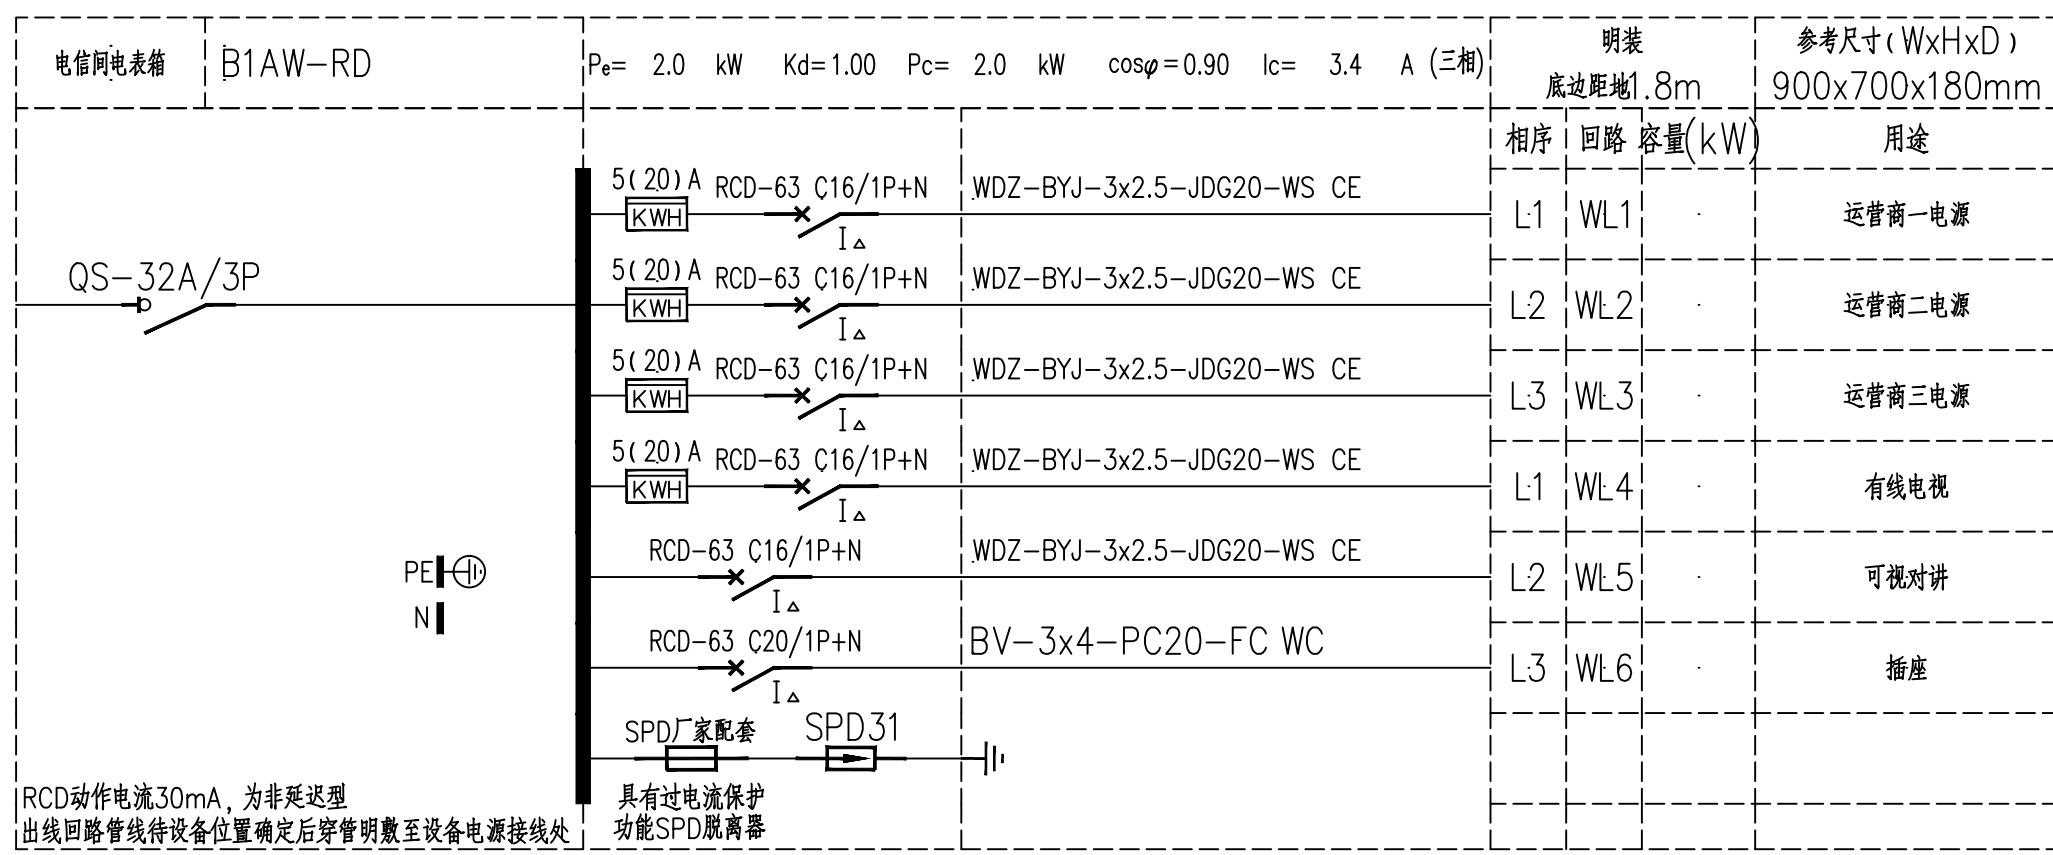 电信间电表箱 B1AW-RD Pe= 2.0 kW Kd=1.00 Pc= 2.0 kW cosφ=0.90 Ic= 3.4 A (三相)
明装
底边距地1.8m
参考尺寸(WxHxD)
900x700x180mm
相序 回路 容量(kW) 用途
5(20)A RCD-63 C16/1P+N WDZ-BYJ-3x2.5-JDG20-WS CE
KWH I△ L1 WL1 运营商一电源
QS-32A/3P
5(20)A RCD-63 C16/1P+N WDZ-BYJ-3x2.5-JDG20-WS CE
KWH I△ L2 WL2 运营商二电源
5(20)A RCD-63 C16/1P+N WDZ-BYJ-3x2.5-JDG20-WS CE
KWH I△ L3 WL3 运营商三电源
5(20)A RCD-63 C16/1P+N WDZ-BYJ-3x2.5-JDG20-WS CE
KWH I△ L1 WL4 有线电视
RCD-63 C16/1P+N WDZ-BYJ-3x2.5-JDG20-WS CE
I△ L2 WL5 可视对讲
PE
N
RCD-63 C20/1P+N BV-3x4-PC20-FC WC
I△ L3 WL6 插座
SPD厂家配套 SPD31
RCD动作电流30mA，为非延迟型
出线回路管线待设备位置确定后穿管明敷至设备电源接线处
具有过电流保护
功能SPD脱离器